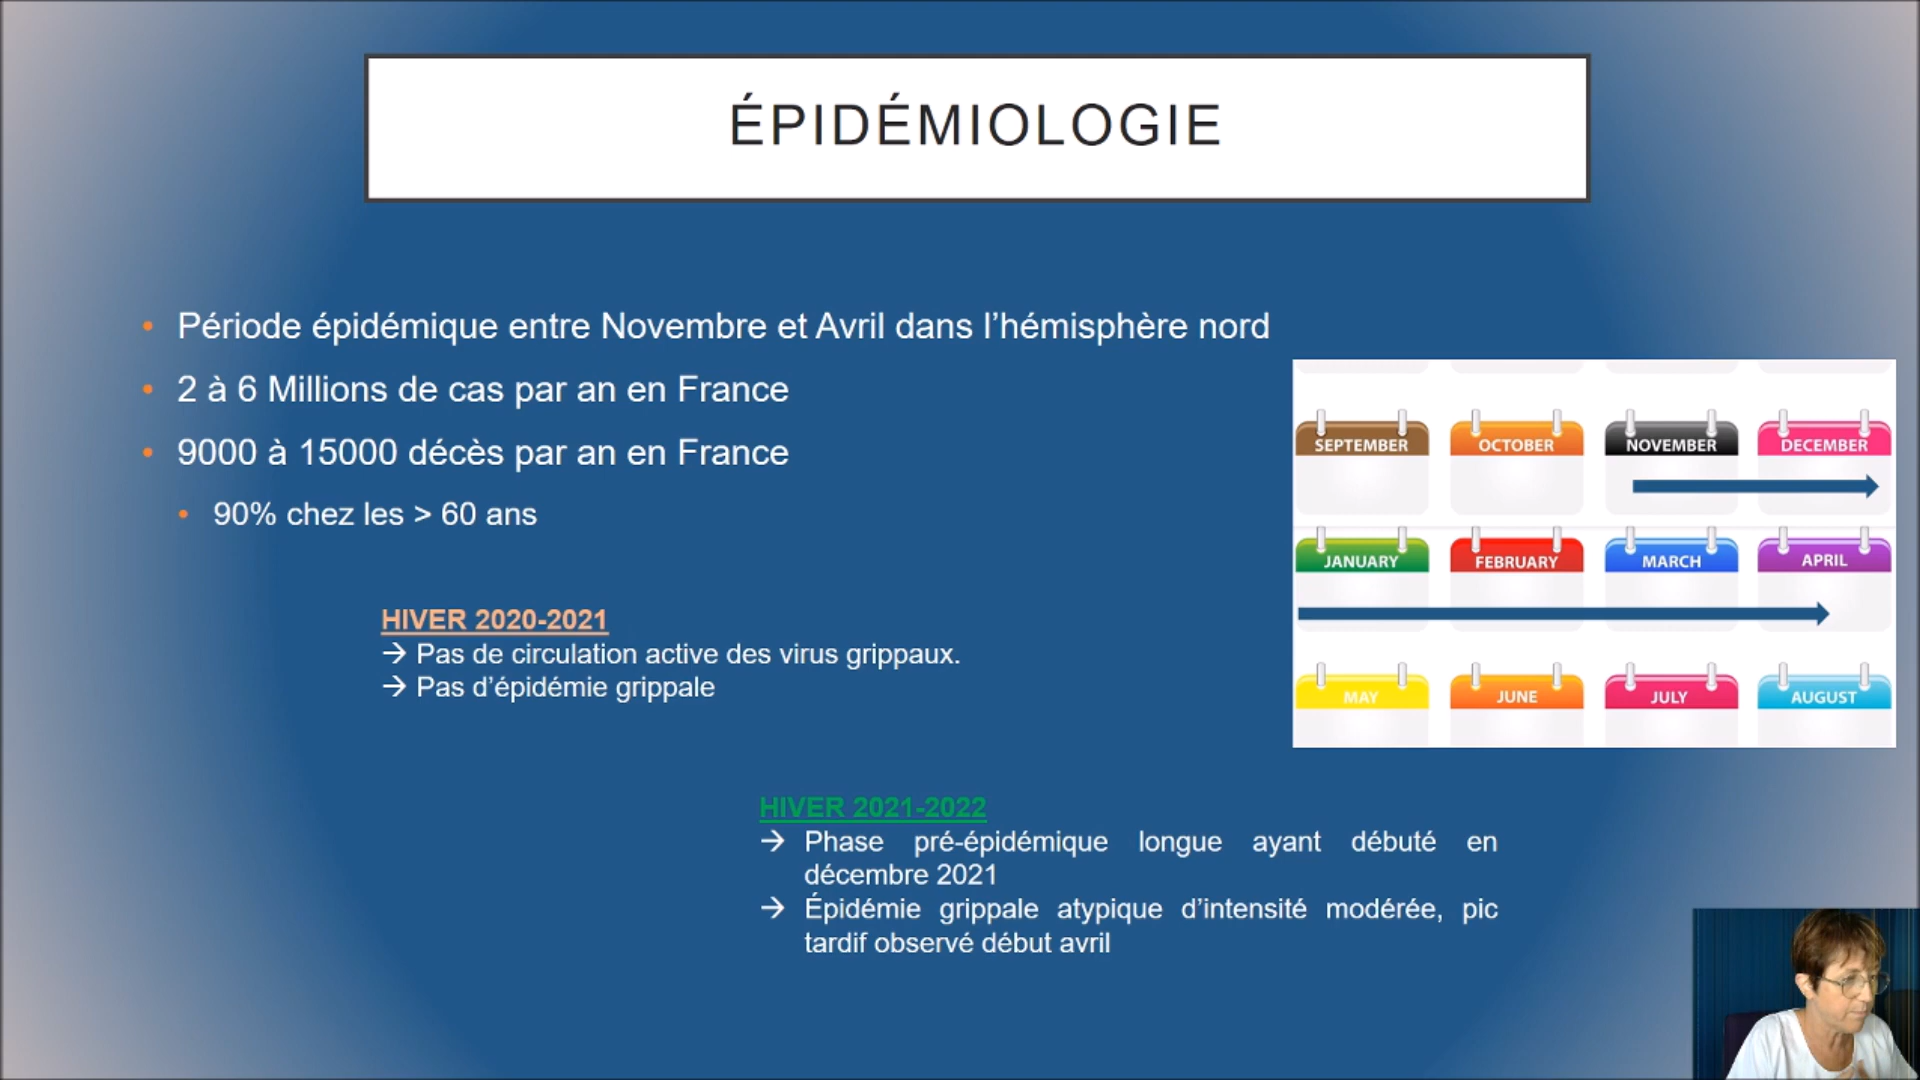 ÉPIDÉMIOLOGIE
• Période épidémique entre Novembre et Avril dans l’hémisphère nord
• 2 à 6 Millions de cas par an en France
• 9000 à 15000 décès par an en France
• 90% chez les > 60 ans
SEPTEMBER OCTOBER NOVEMBER DECEMBER
JANUARY FEBRUARY MARCH APRIL
MAY JUNE JULY AUGUST
HIVER 2020-2021
→ Pas de circulation active des virus grippaux.
→ Pas d’épidémie grippale
HIVER 2021-2022
→ Phase pré-épidémique longue ayant débuté en
décembre 2021
→ Épidémie grippale atypique d’intensité modérée, pic
tardif observé début avril